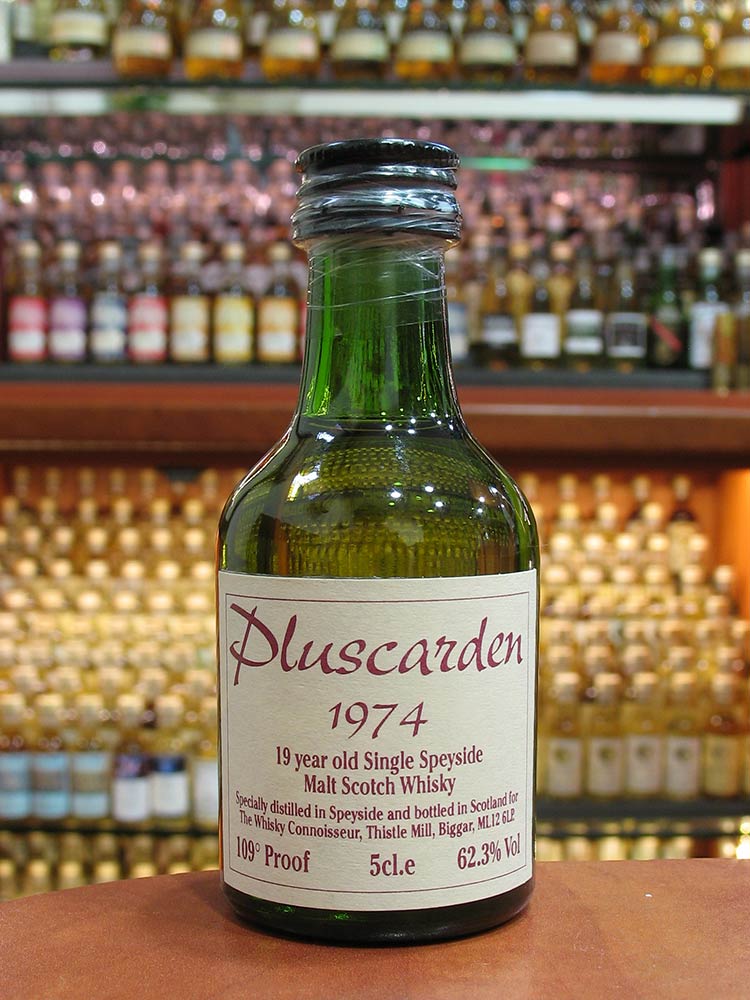 Pluscarden
1974
19 year old Single Speyside
Malt Scotch Whisky
Specially distilled in Speyside and bottled in Scotland for
The Whisky Connoisseur, Thistle Mill, Biggar, ML12 6LP
109° Proof 5cl.e 62.3% Vol